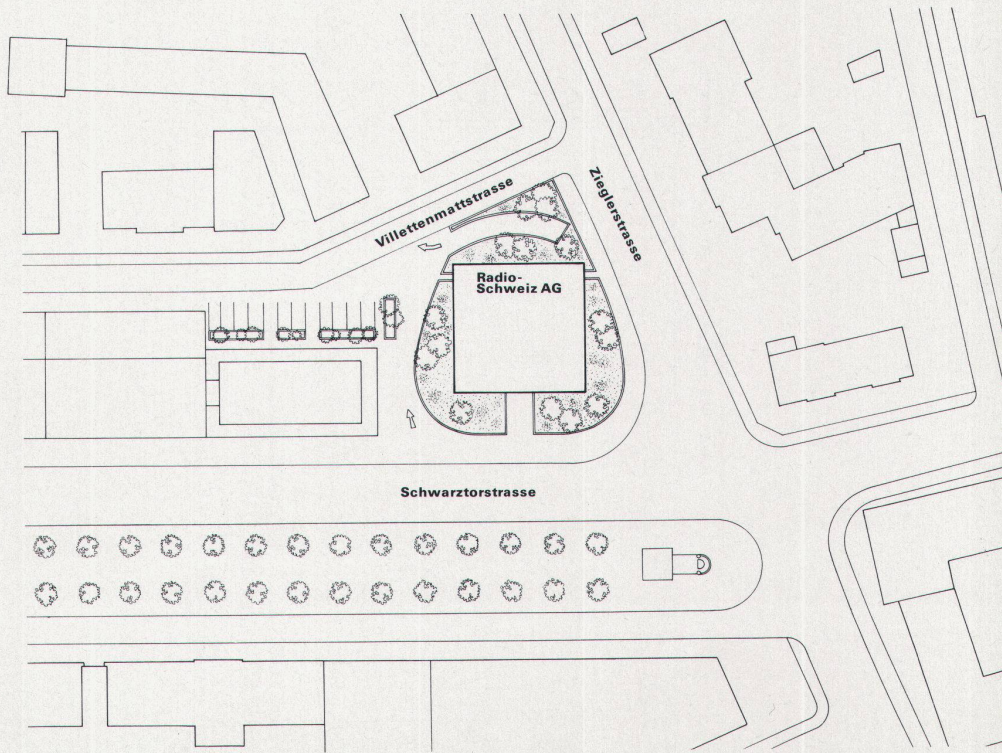 Villettenmattstrasse
Zieglerstrasse
Radio-
Schweiz AG
Schwarztorstrasse